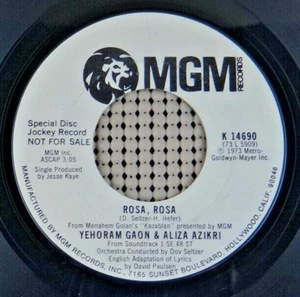 MGM
RECORDS
Special Disc
Jockey Record
NOT FOR SALE
MGM Inc.
ASCAP 3:05
Single Produced by
Jesse Kaye
K 14690
(73 L 5909)
℗ 1973 Metro-
Goldwyn-Mayer Inc.
ROSA, ROSA
(D. Seltzer-H. Hefer)
From Menahem Golan's "Kazablan" presented by MGM
YEHORAM GAON & ALIZA AZIKRI
From Soundtrack 1 SE 48 ST
Orchestra Conducted by Dov Seltzer
English Adaptation of Lyrics
by David Paulsen
MANUFACTURED BY MGM RECORDS, INC. 7165 SUNSET BOULEVARD, HOLLYWOOD, CALIF. 90046